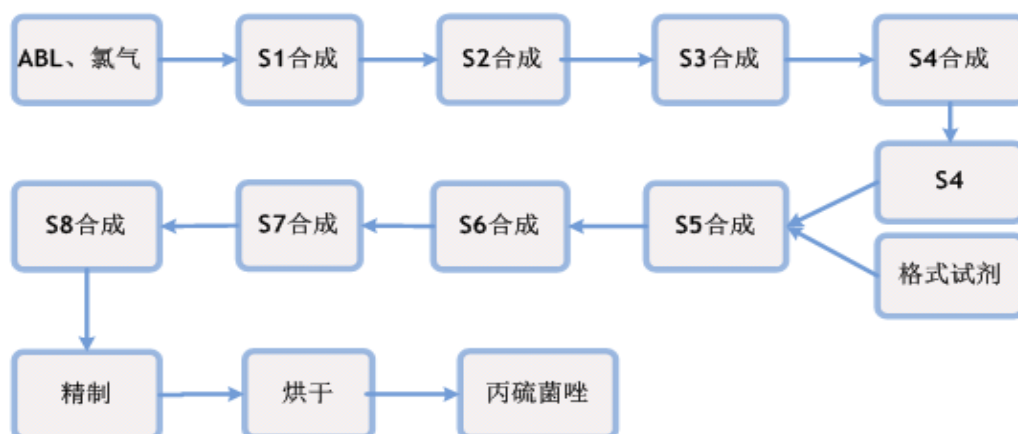 ABL、氯气
S1合成
S2合成
S3合成
S4合成
S4
格式试剂
S5合成
S6合成
S7合成
S8合成
精制
烘干
丙硫菌唑